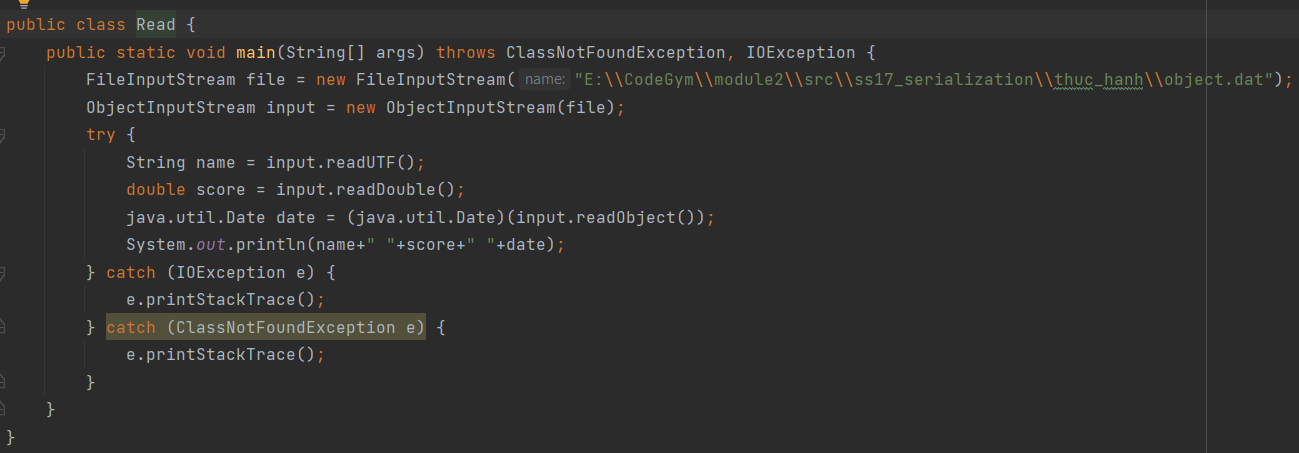 public class Read {
public static void main(String[] args) throws ClassNotFoundException, IOException {
FileInputStream file = new FileInputStream( name: "E:\\CodeGym\\module2\\src\\ss17_serialization\\thuc_hanh\\object.dat");
ObjectInputStream input = new ObjectInputStream(file);
try {
String name = input.readUTF();
double score = input.readDouble();
java.util.Date date = (java.util.Date)(input.readObject());
System.out.println(name+" "+score+" "+date);
} catch (IOException e) {
e.printStackTrace();
} catch (ClassNotFoundException e) {
e.printStackTrace();
}
}
}